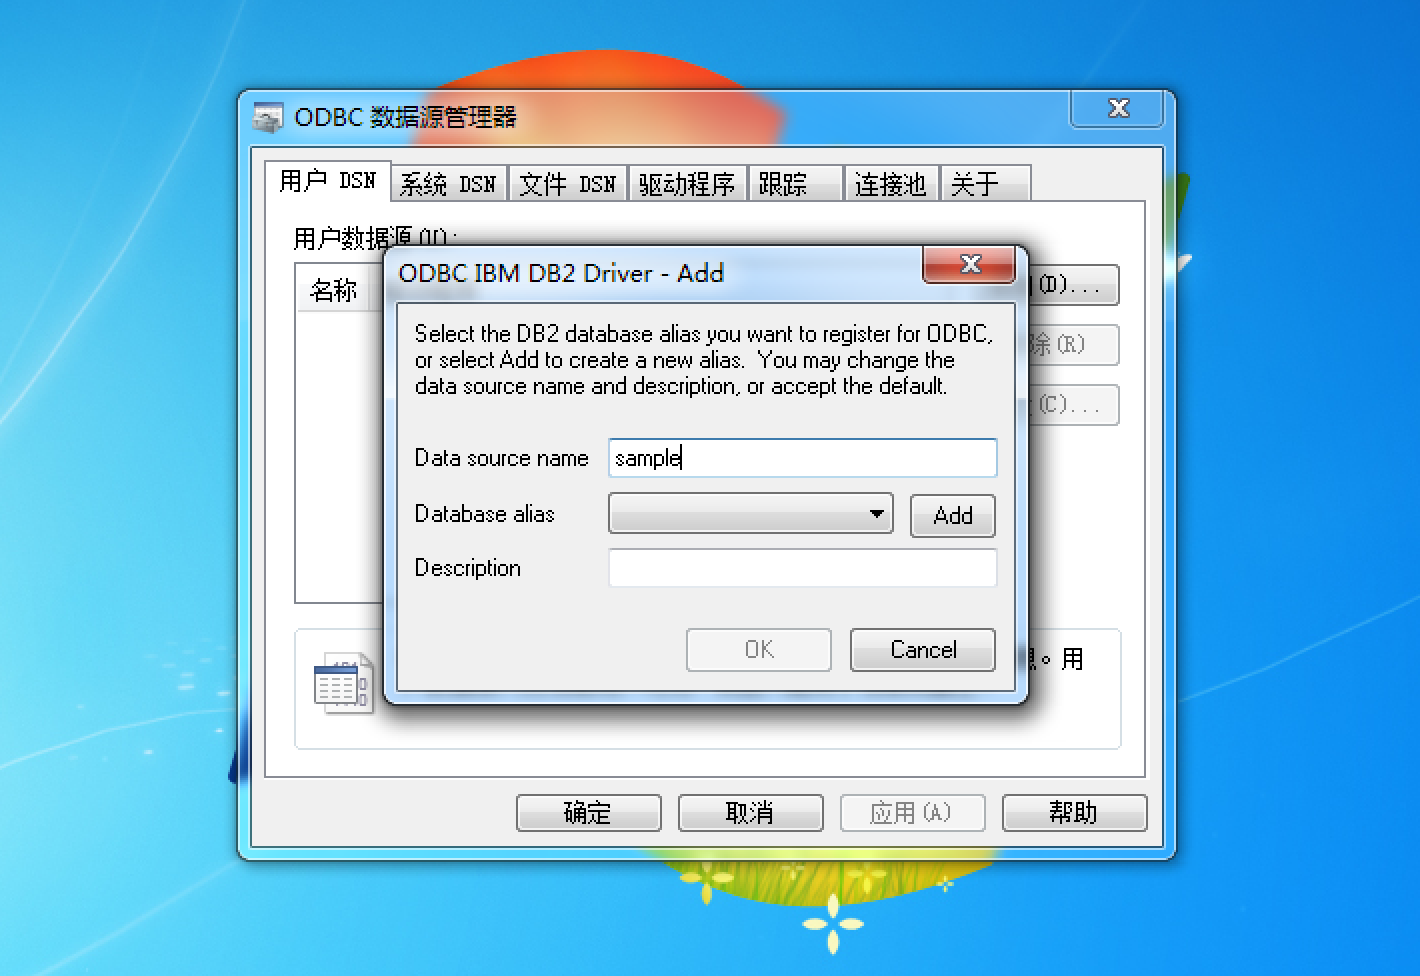 ODBC 数据源管理器
用户 DSN 系统 DSN 文件 DSN 驱动程序 跟踪 连接池 关于
用户数据源(U):
名称
(D)...
除(R)
(C)...
ODBC IBM DB2 Driver - Add
Select the DB2 database alias you want to register for ODBC,
or select Add to create a new alias.  You may change the
data source name and description, or accept the default.
Data source name sample
Database alias Add
Description
OK Cancel
。用
确定 取消 应用(A) 帮助